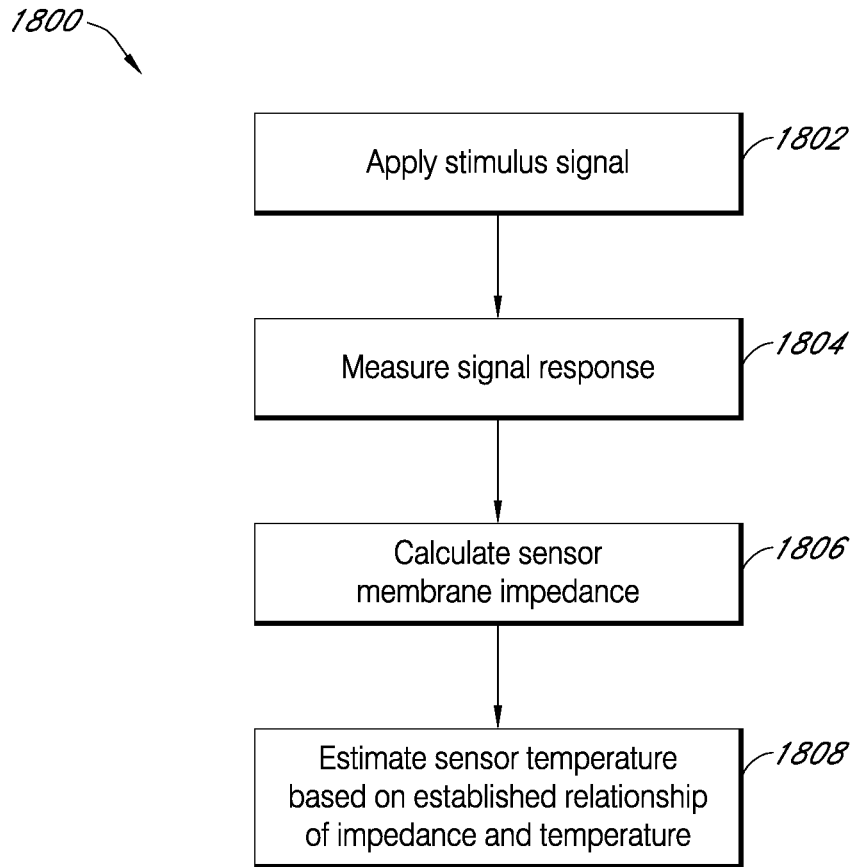 1800
Apply stimulus signal
1802
Measure signal response
1804
Calculate sensor
membrane impedance
1806
Estimate sensor temperature
based on established relationship
of impedance and temperature
1808